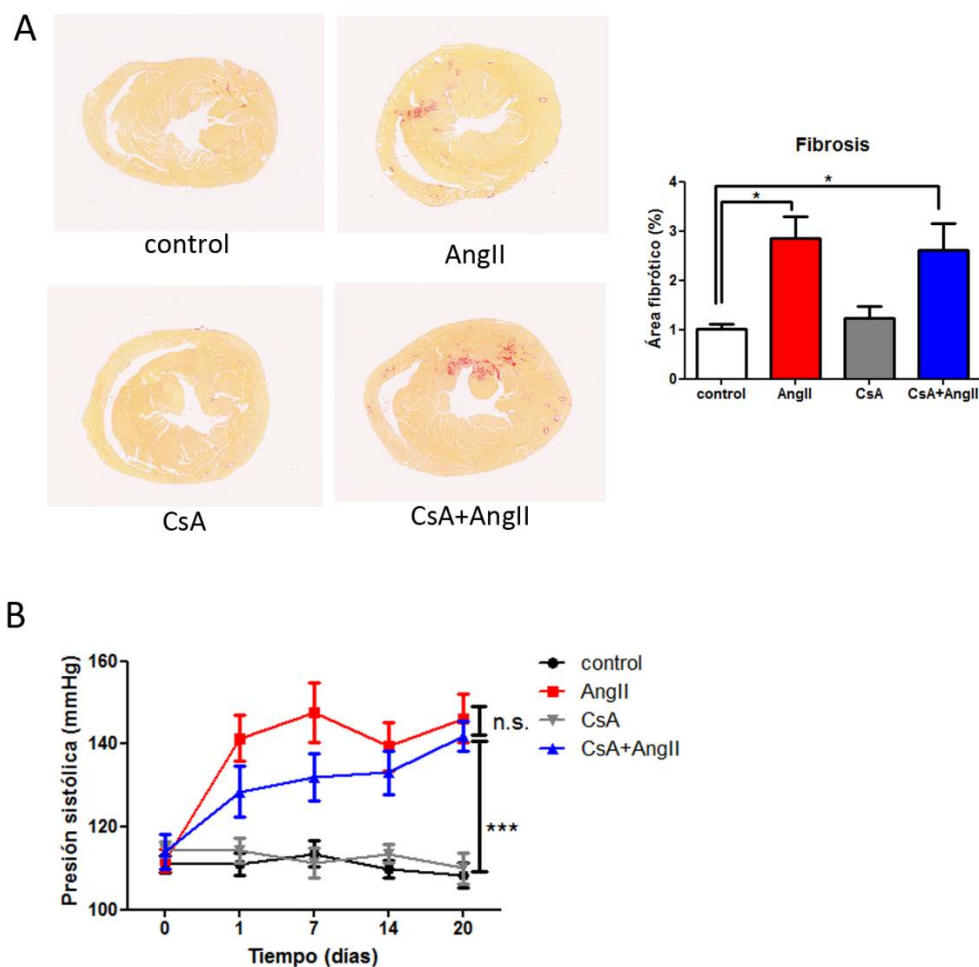 A
control
AngII
CsA
CsA+AngII
Fibrosis
*
*
Área fibrótico (%)
4
3
2
1
0
control
AngII
CsA
CsA+AngII
B
Presión sistólica (mmHg)
160
140
120
100
0
1
7
14
20
Tiempo (días)
control
AngII
CsA
CsA+AngII
n.s.
***